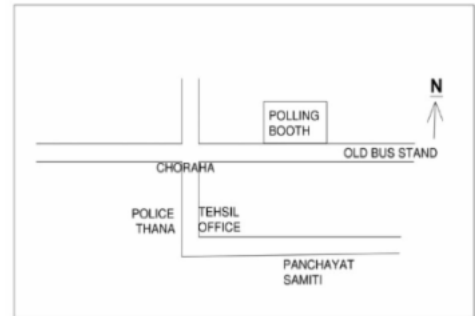 N
POLLING
BOOTH
OLD BUS STAND
CHORAHA
POLICE
THANA
TEHSIL
OFFICE
PANCHAYAT
SAMITI